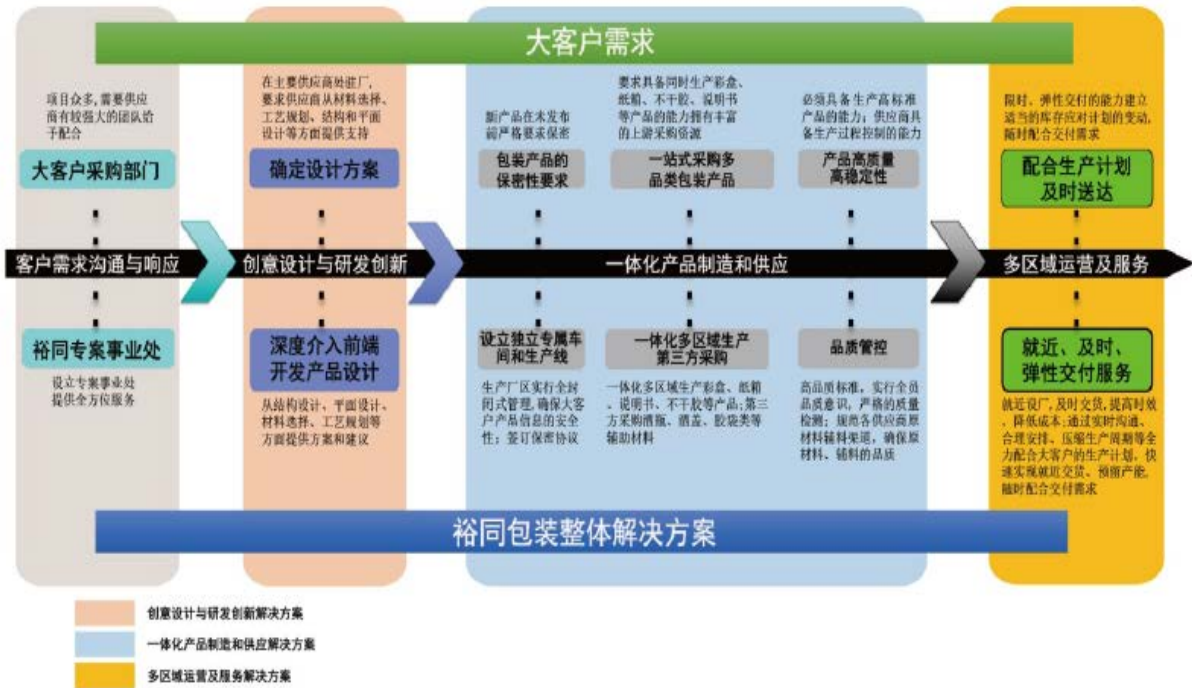 大客户需求
项目众多,需要供应
商有较强大的团队给
予配合
大客户采购部门
在主要供应商处驻厂,
要求供应商从材料选择、
工艺规划、结构和平面
设计等方面提供支持
确定设计方案
新产品在未发布
前严格要求保密
包装产品的
保密性要求
要求具备同时生产彩盒、
纸箱、不干胶、说明书
等产品的能力拥有丰富
的上游采购资源
一站式采购多
品类包装产品
必须具备生产高标准
产品的能力;供应商具
备生产过程控制的能力
产品高质量
高稳定性
限时、弹性交付的能力建立
适当的库存应对计划的变动,
随时配合交付需求
配合生产计划
及时送达
客户需求沟通与响应
创意设计与研发创新
一体化产品制造和供应
多区域运营及服务
裕同专案事业处
设立专案事业处
提供全方位服务
深度介入前端
开发产品设计
从结构设计、平面设计、
材料选择、工艺规划等
方面提供方案和建议
设立独立专属车
间和生产线
生产厂区实行全封
闭式管理,确保大客
户产品信息的安全
性;签订保密协议
一体化多区域生产
第三方采购
一体化多区域生产彩盒、纸箱
、说明书、不干胶等产品;第三
方采购酒瓶、酒盖、胶袋类等
辅助材料
品质管控
高品质标准,实行全员
品质意识,严格的质量
检测;规范各供应商原
材料辅料渠道,确保原
材料、辅料的品质
就近、及时、
弹性交付服务
就近设厂,及时交货,提高时效
、降低成本;通过实时沟通、
合理安排、压缩生产周期等全
力配合大客户的生产计划,快
速实现就近交货、预留产能,
随时配合交付需求
裕同包装整体解决方案
创意设计与研发创新解决方案
一体化产品制造和供应解决方案
多区域运营及服务解决方案